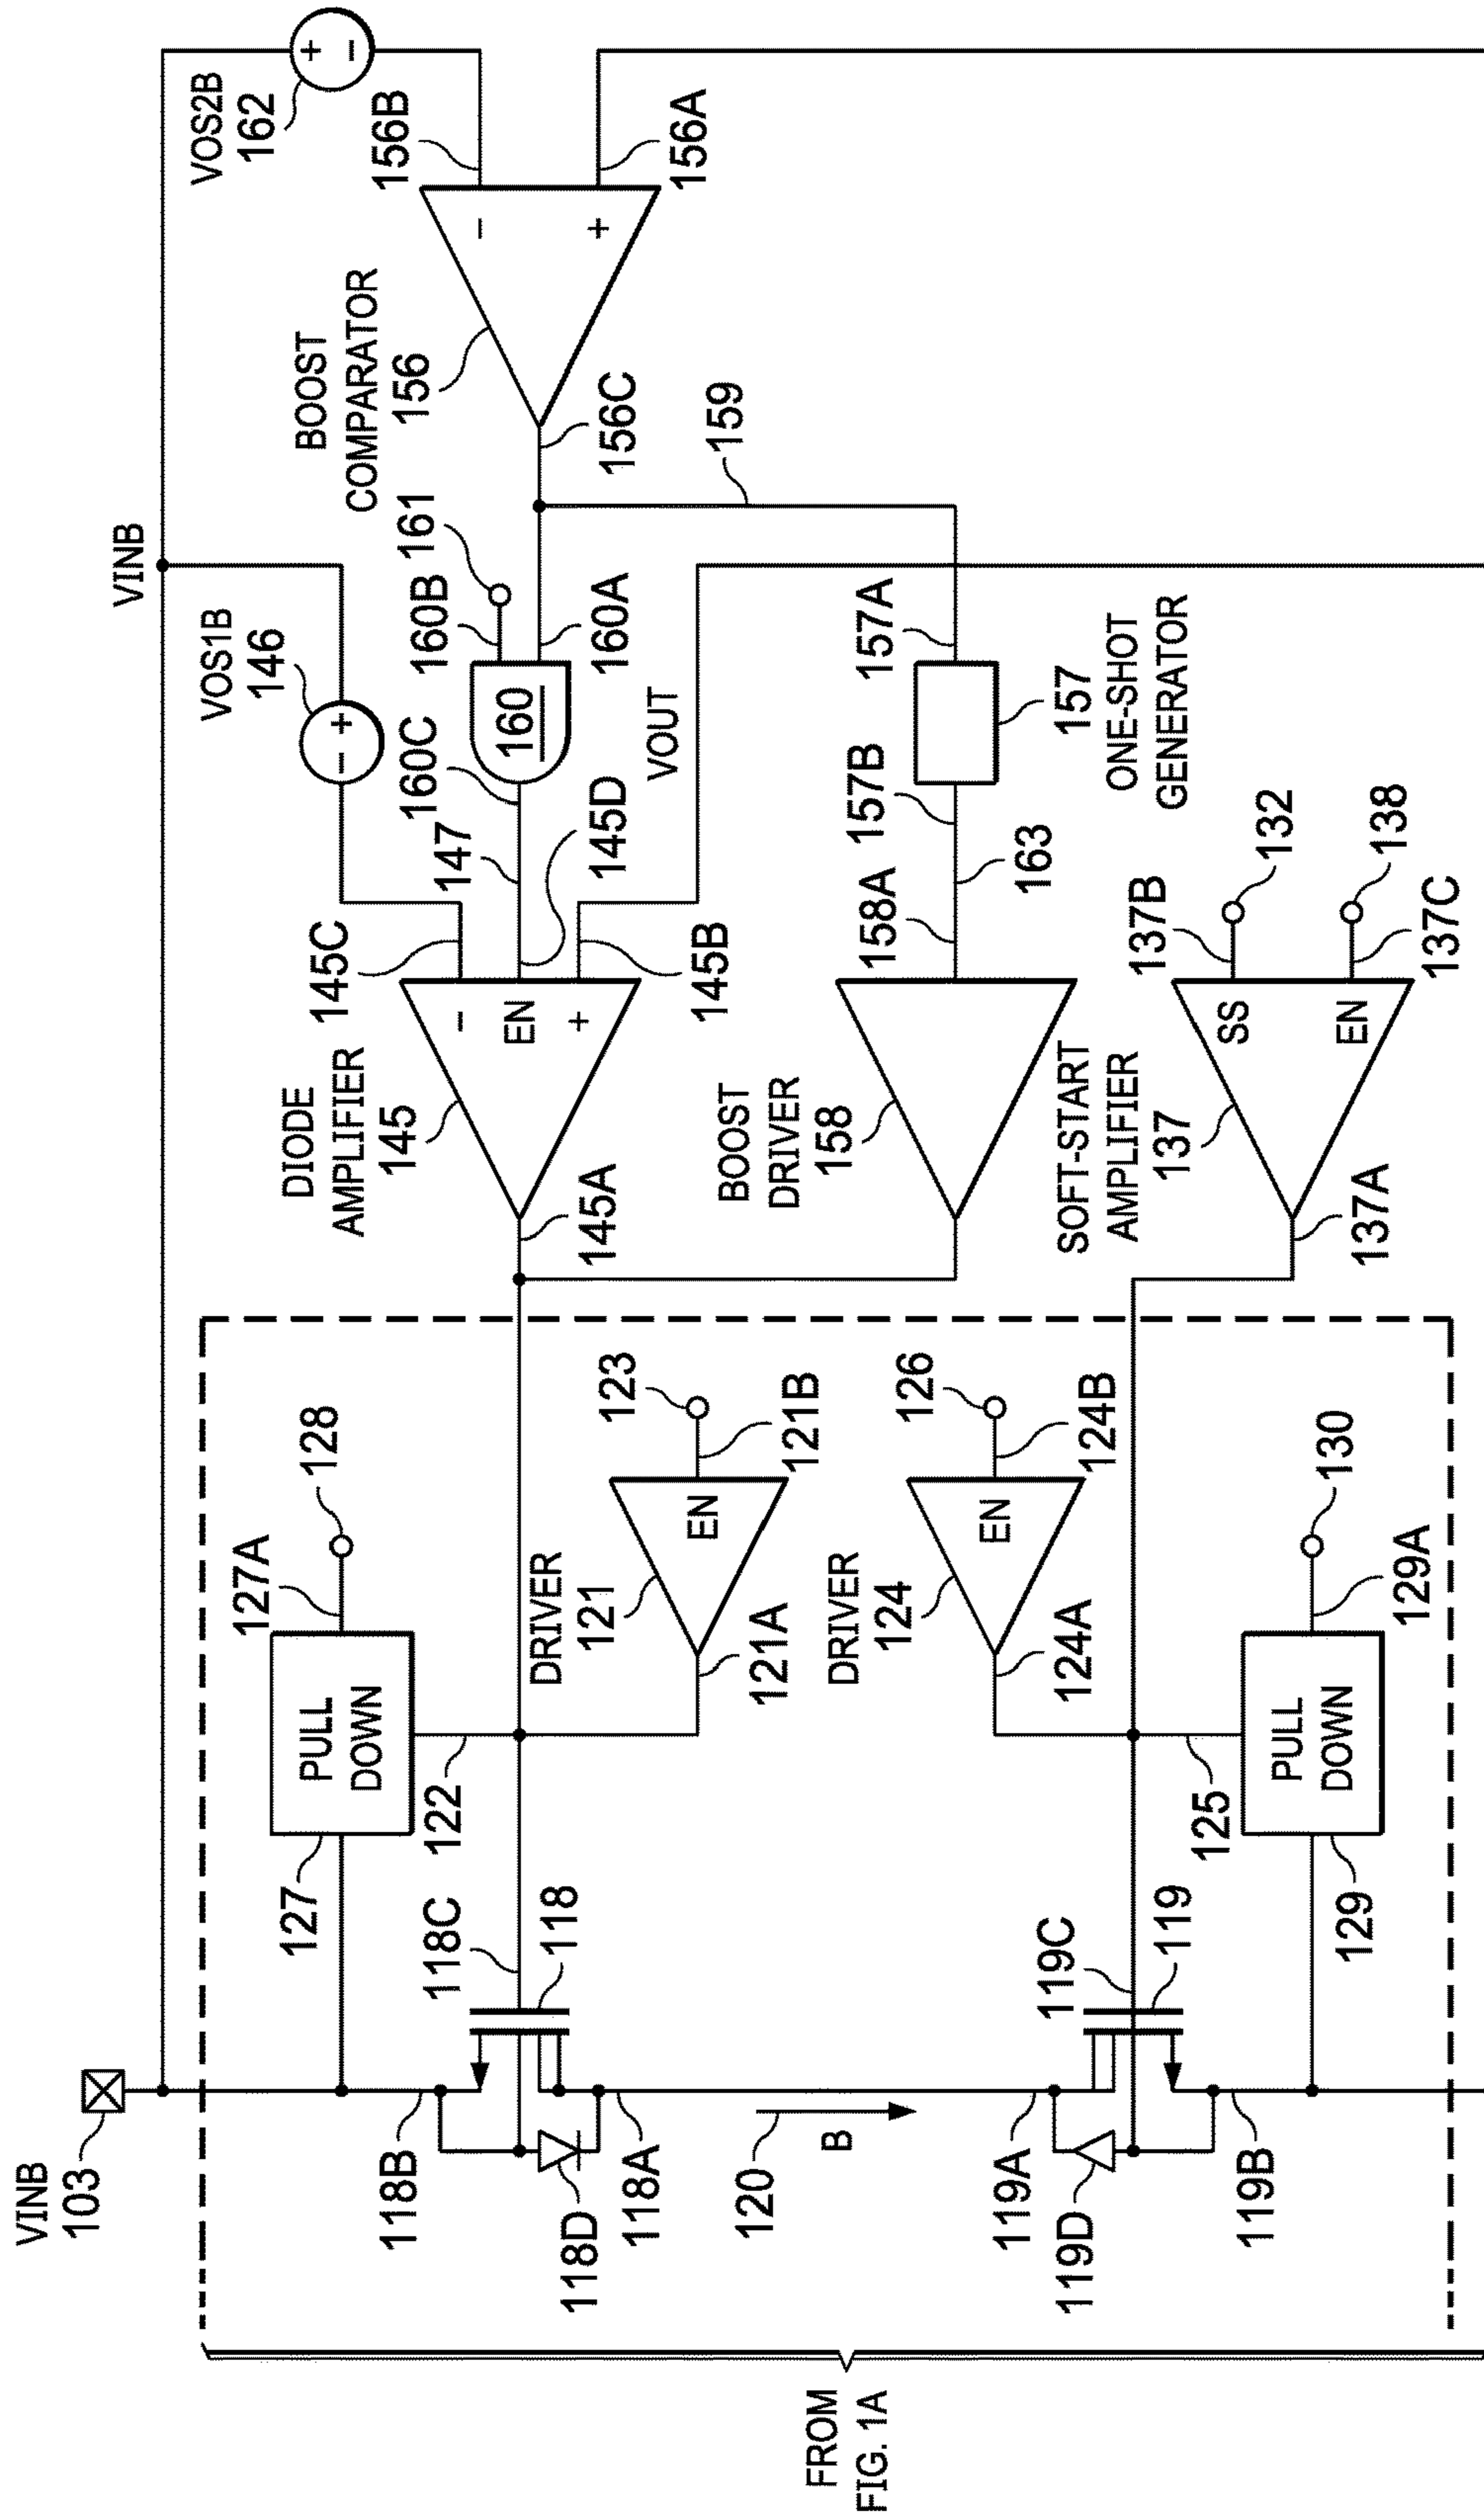 VINB
103
VINB
VOS1B
146
VOS2B
162
+
−
− +
127A
128
PULL
DOWN
127
122
118B
118C
118
118D
118A
DRIVER
121
EN
121A
121B
123
DIODE
AMPLIFIER
145
145A
145C
−
EN
+
145B
145D
147
160C
160
160B
161
160A
BOOST
COMPARATOR
156
156C
156B
−
+
156A
VOUT
159
120
B
DRIVER
124
EN
124A
124B
126
BOOST
DRIVER
158
158A
157B
163
157A
157
ONE-SHOT
GENERATOR
SOFT-START
AMPLIFIER
137
137A
SS
EN
137B
132
137C
138
119A
119C
119
119D
119B
125
PULL
DOWN
129
129A
130
FROM
FIG. 1A